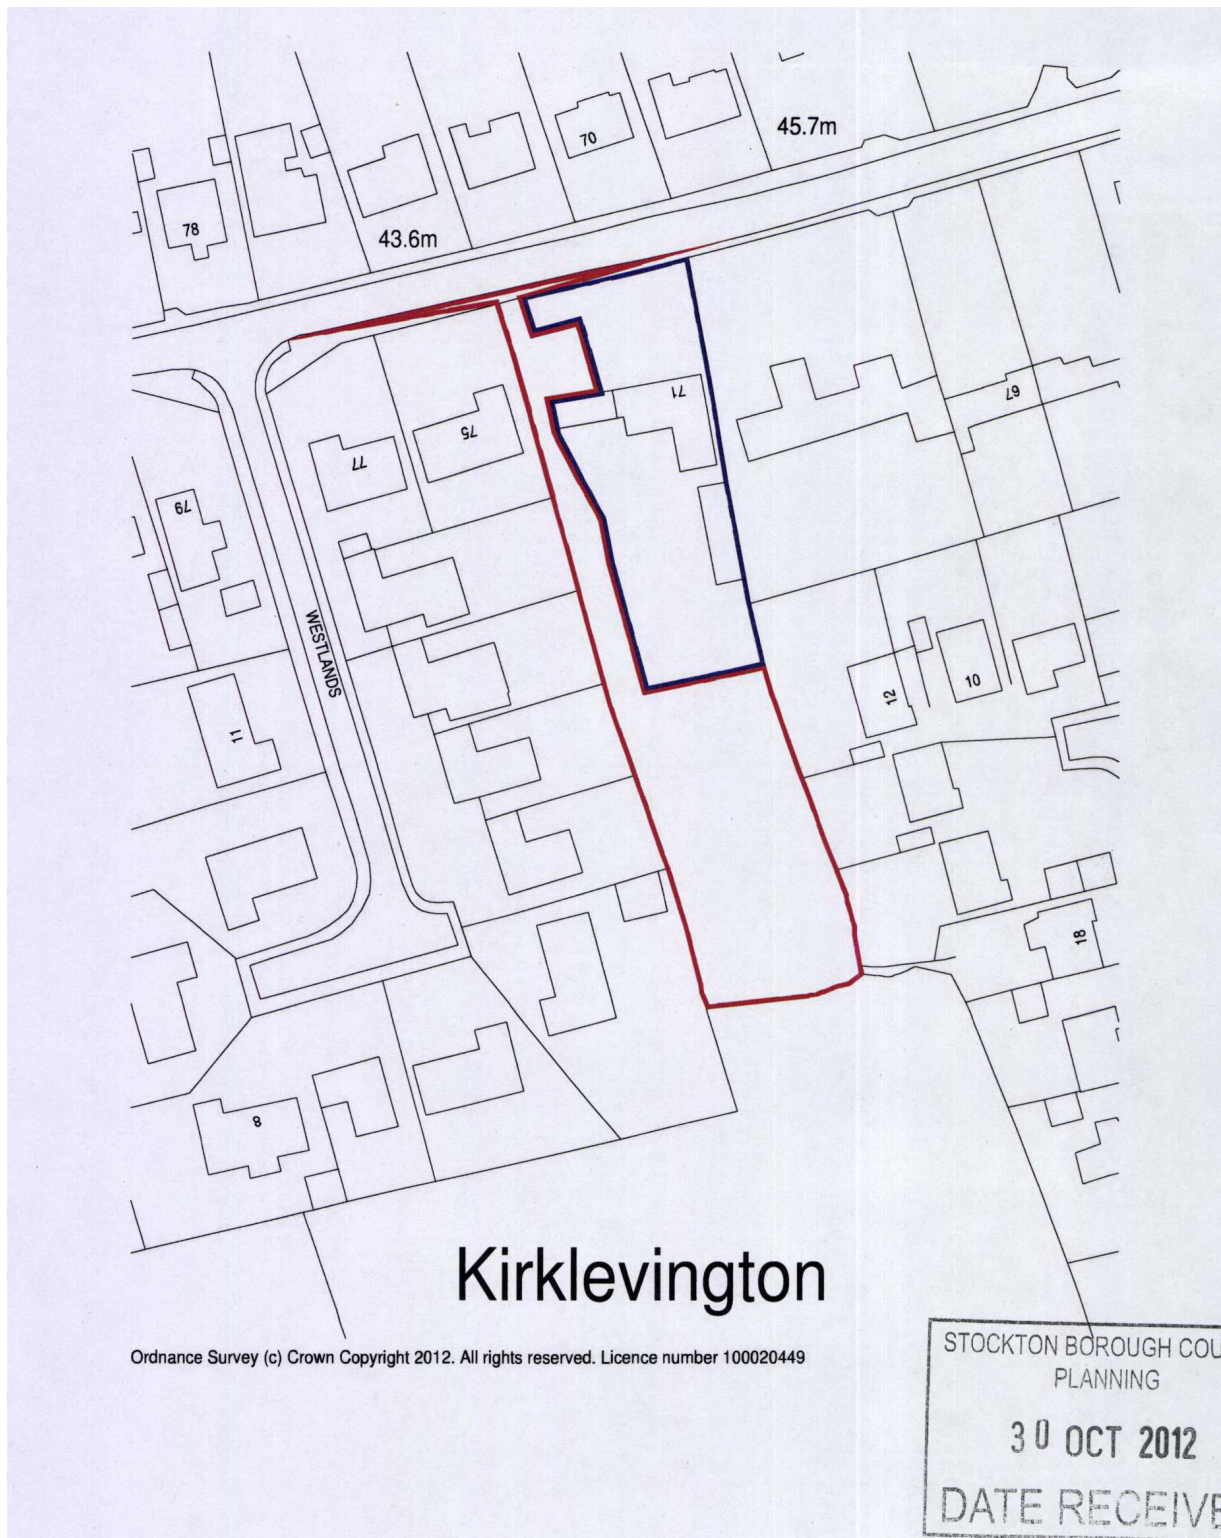 45.7m
70
78
43.6m
71
67
75
77
79
WESTLANDS
12
10
11
18
8
Kirklevington
Ordnance Survey (c) Crown Copyright 2012. All rights reserved. Licence number 100020449
STOCKTON BOROUGH COU
PLANNING
30 OCT 2012
DATE RECEIVE